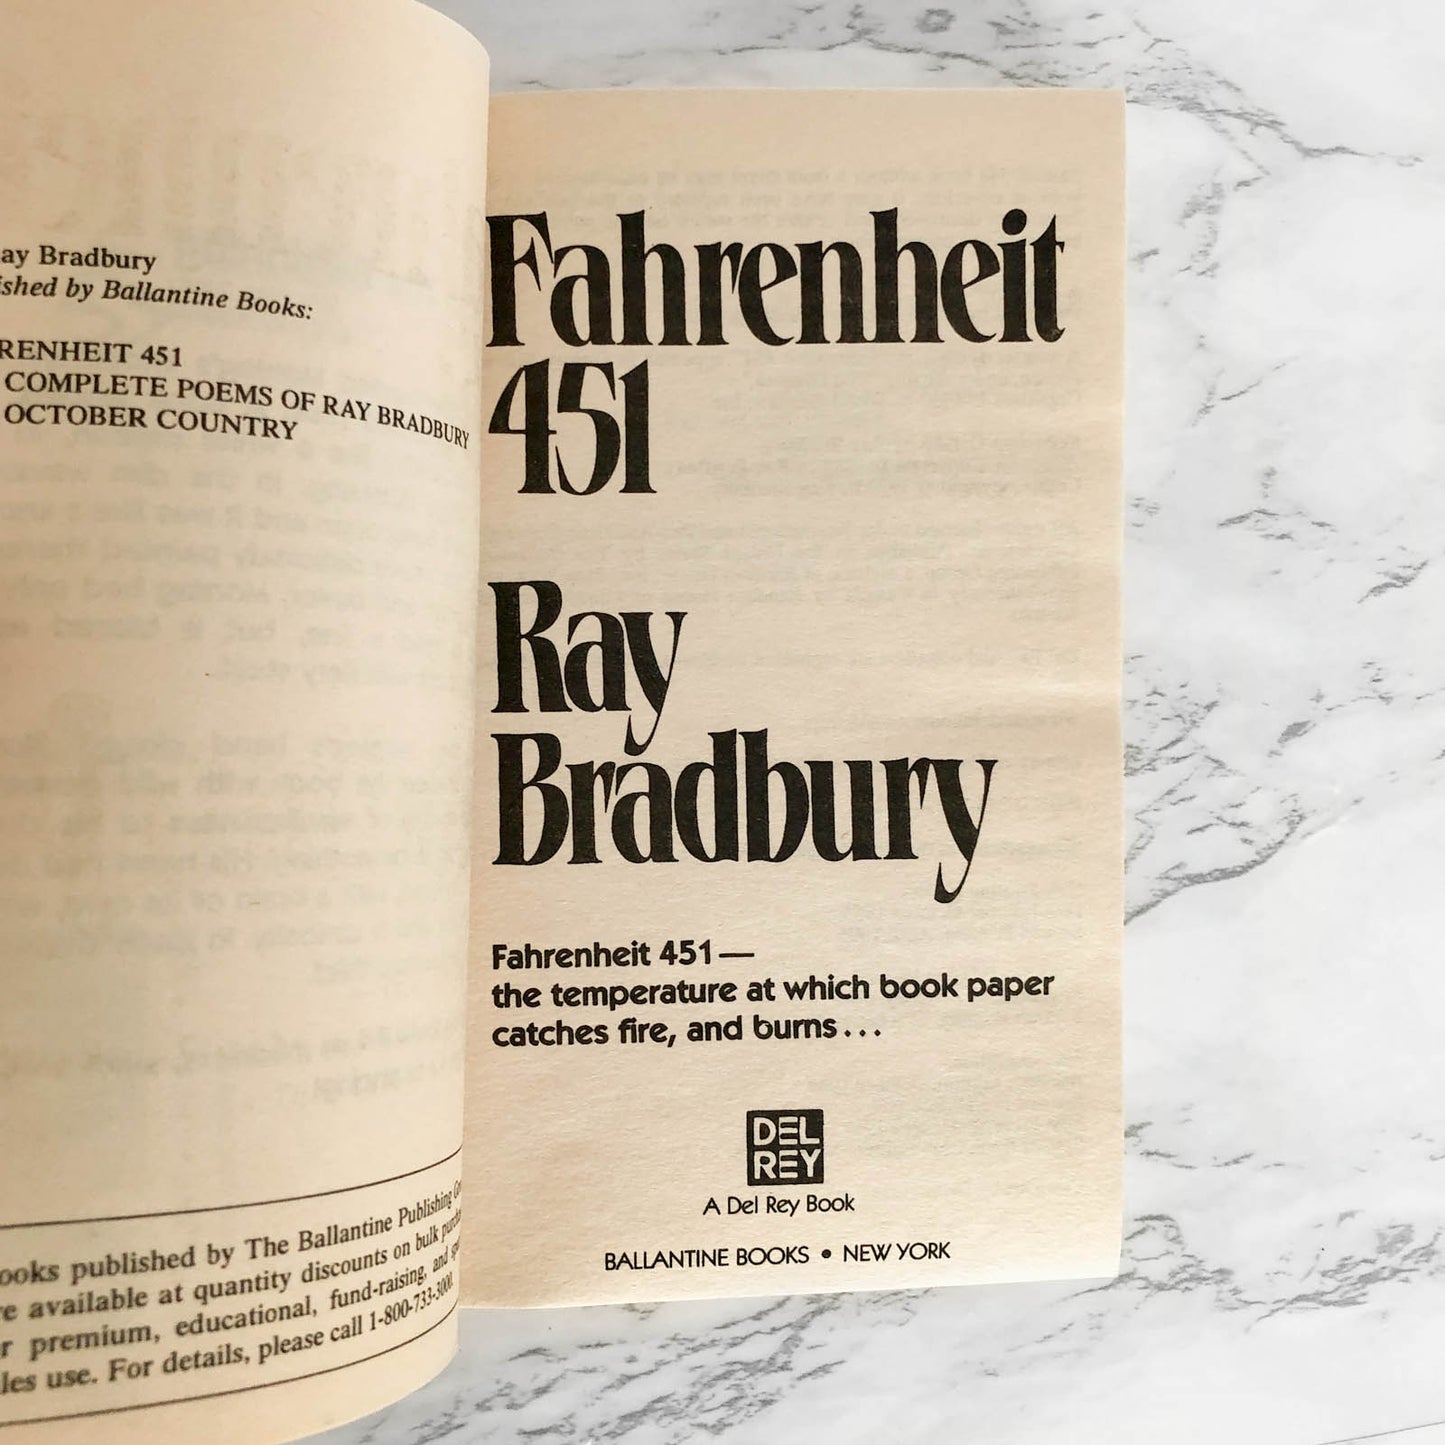 ay Bradbury
ished by Ballantine Books:
RENHEIT 451
COMPLETE POEMS OF RAY BRADBURY
OCTOBER COUNTRY
ooks published by The Ballantine Publishing
re available at quantity discounts on bulk
r premium, educational, fund-raising, and
les use. For details, please call 1-800-733-3000.
Fahrenheit
451
Ray
Bradbury
Fahrenheit 451—
the temperature at which book paper
catches fire, and burns...
DEL
REY
A Del Rey Book
BALLANTINE BOOKS • NEW YORK